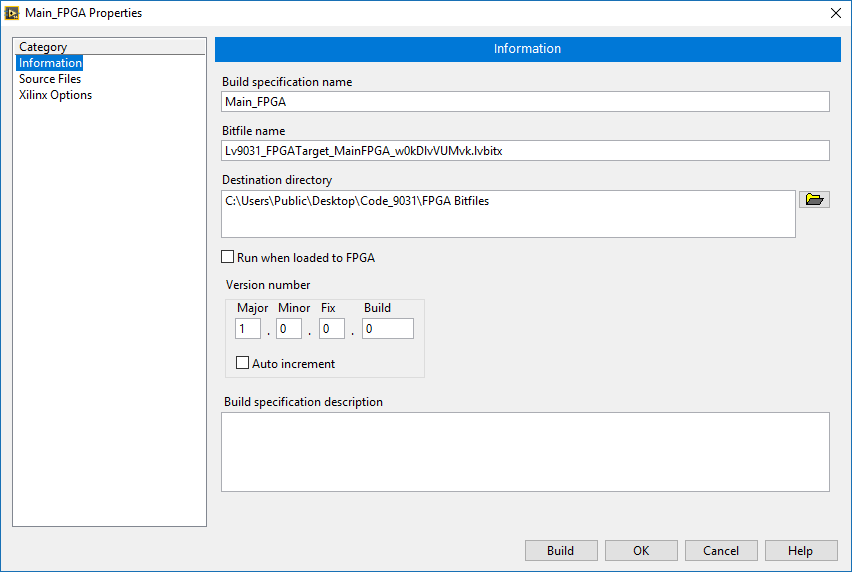 Main_FPGA Properties
Category
Information
Source Files
Xilinx Options
Information
Build specification name
Main_FPGA
Bitfile name
Lv9031_FPGATarget_MainFPGA_w0kDlvVUMvk.lvbitx
Destination directory
C:\Users\Public\Desktop\Code_9031\FPGA Bitfiles
Run when loaded to FPGA
Version number
Major Minor Fix Build
1 . 0 . 0 . 0
Auto increment
Build specification description
Build OK Cancel Help